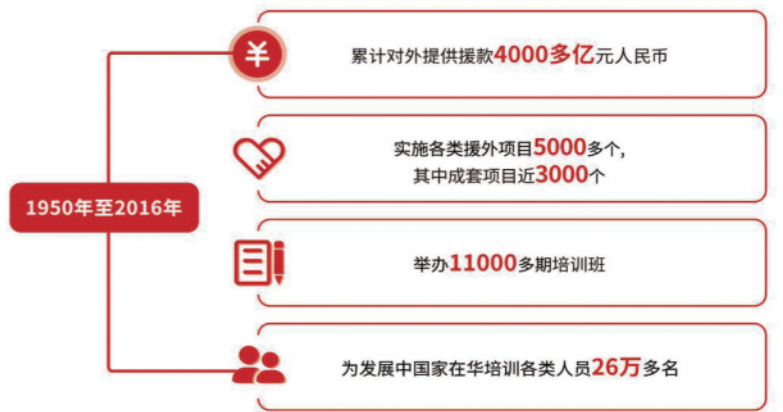 累计对外提供援款4000多亿元人民币
实施各类援外项目5000多个,
其中成套项目近3000个
1950年至2016年
举办11000多期培训班
为发展中国家在华培训各类人员26万多名